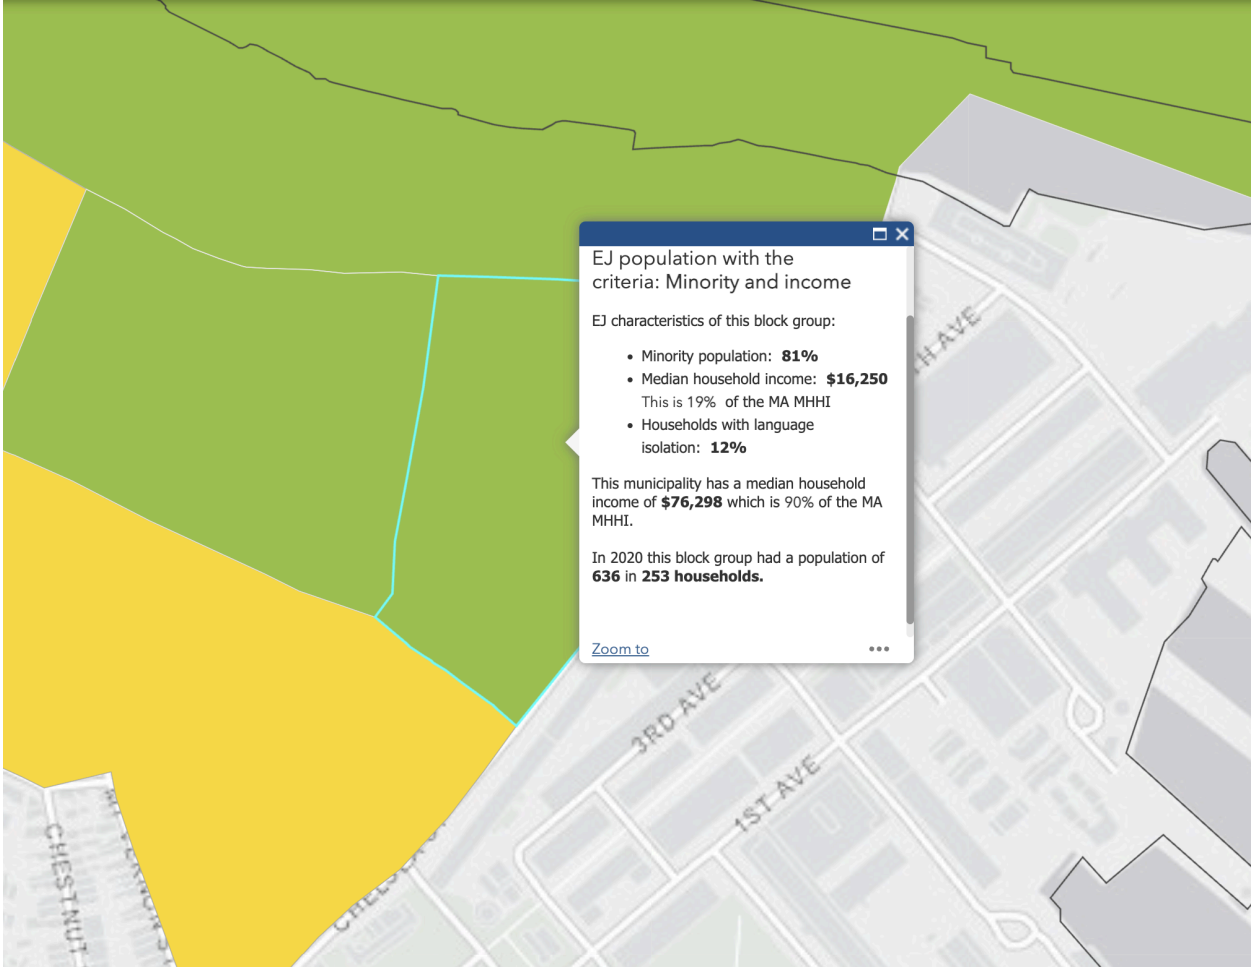 EJ population with the
criteria: Minority and income
EJ characteristics of this block group:
• Minority population: 81%
• Median household income: $16,250
This is 19% of the MA MHHI
• Households with language
isolation: 12%
This municipality has a median household
income of $76,298 which is 90% of the MA
MHHI.
In 2020 this block group had a population of
636 in 253 households.
Zoom to
AVE
3RD AVE
1ST AVE
CHESTNUT